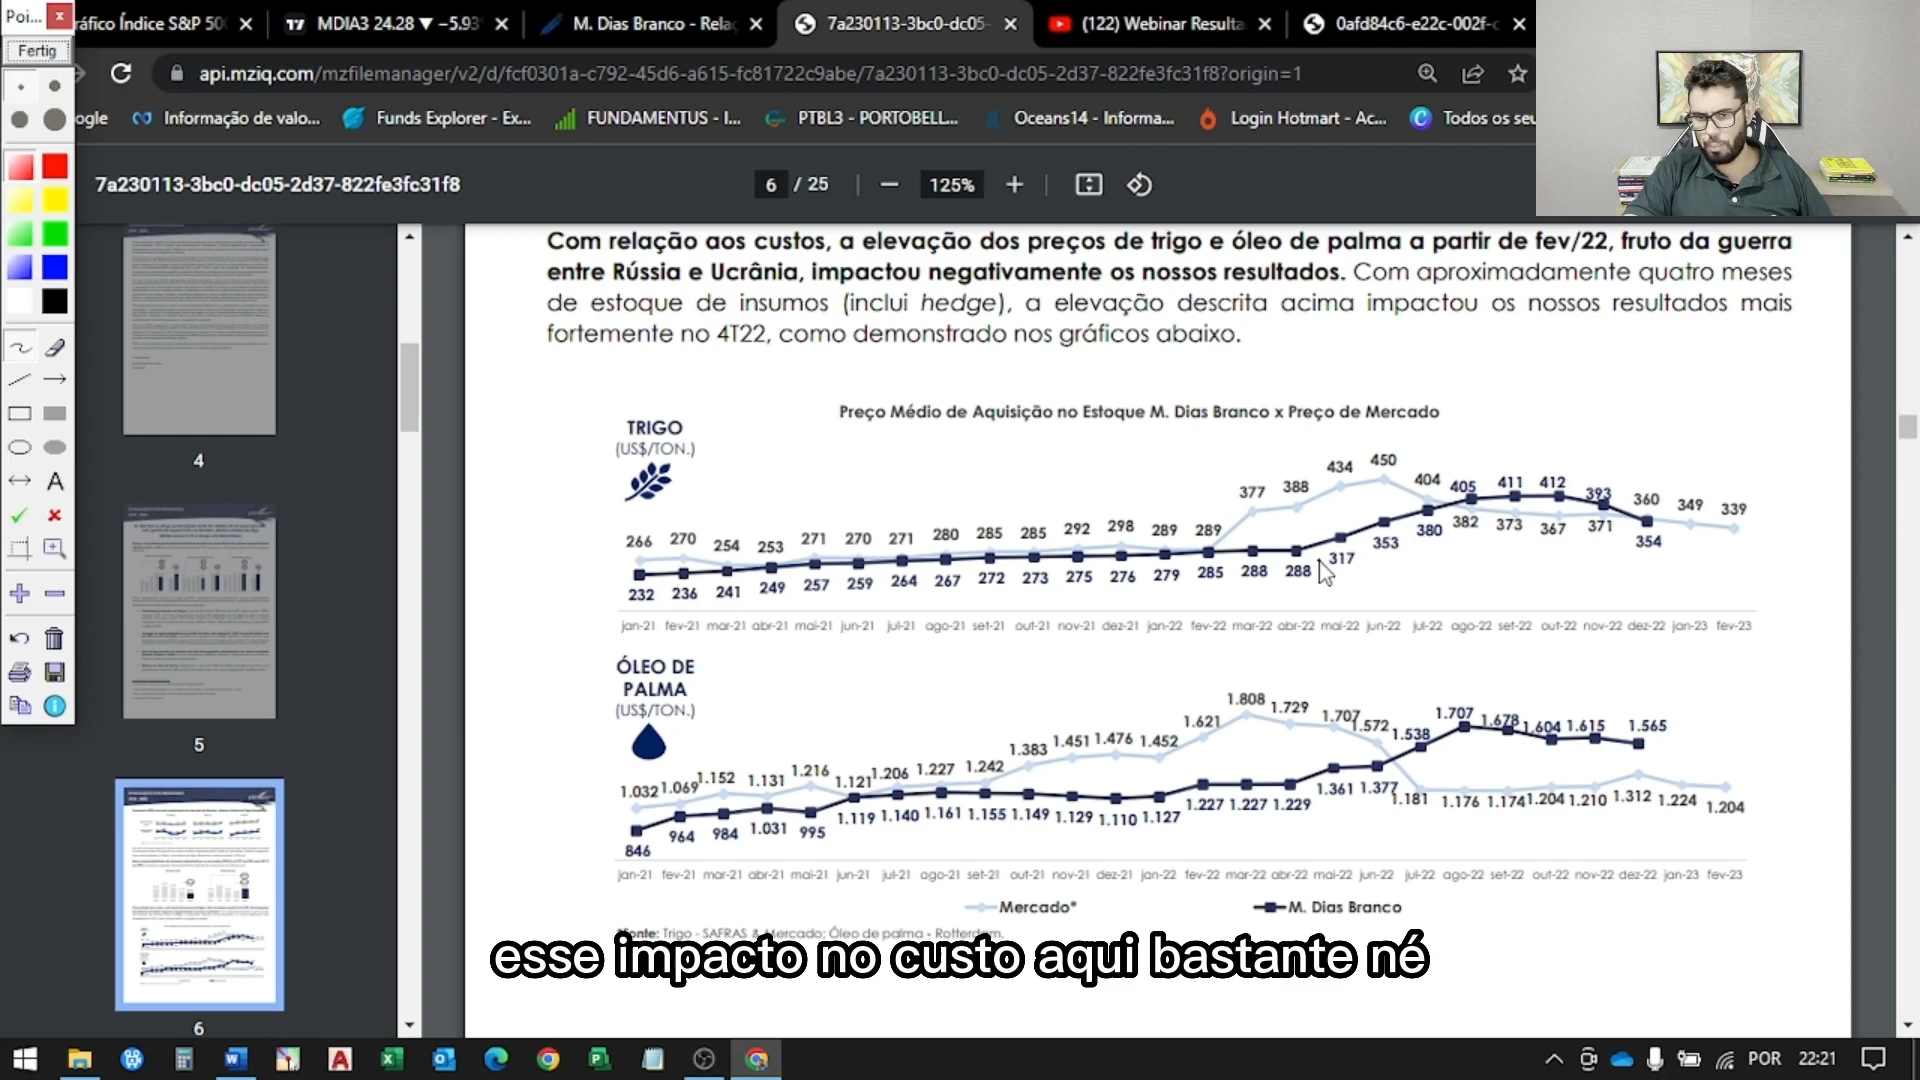 Poi...
Fertig
ráfico Índice S&P 50
MDIA3 24.28 ▼ −5.93
M. Dias Branco - Rela
7a230113-3bc0-dc05-
(122) Webinar Resulta
0afd84c6-e22c-002f-c
api.mziq.com/mzfilemanager/v2/d/fcf0301a-c792-45d6-a615-fc81722c9abe/7a230113-3bc0-dc05-2d37-822fe3fc31f8?origin=1
ogle
Informação de valo...
Funds Explorer - Ex...
FUNDAMENTUS - I...
PTBL3 - PORTOBELL...
Oceans14 - Informa...
Login Hotmart - Ac...
Todos os seu
7a230113-3bc0-dc05-2d37-822fe3fc31f8
6 / 25
125%
4
5
6
Com relação aos custos, a elevação dos preços de trigo e óleo de palma a partir de fev/22, fruto da guerra
entre Rússia e Ucrânia, impactou negativamente os nossos resultados. Com aproximadamente quatro meses
de estoque de insumos (inclui hedge), a elevação descrita acima impactou os nossos resultados mais
fortemente no 4T22, como demonstrado nos gráficos abaixo.
Preço Médio de Aquisição no Estoque M. Dias Branco x Preço de Mercado
TRIGO
(US$/TON.)
266 270 254 253 271 270 271 280 285 285 292 298 289 289 377 388 434 450 404 382 373 367 371 360 349 339
232 236 241 249 257 259 264 267 272 273 275 276 279 285 288 288 317 353 380 405 411 412 393 354
jan-21 fev-21 mar-21 abr-21 mai-21 jun-21 jul-21 ago-21 set-21 out-21 nov-21 dez-21 jan-22 fev-22 mar-22 abr-22 mai-22 jun-22 jul-22 ago-22 set-22 out-22 nov-22 dez-22 jan-23 fev-23
ÓLEO DE
PALMA
(US$/TON.)
1.032 1.069 1.152 1.131 1.216 1.121 1.206 1.227 1.242 1.383 1.451 1.476 1.452 1.621 1.808 1.729 1.707 1.572 1.181 1.176 1.174 1.204 1.210 1.312 1.224 1.204
846 964 984 1.031 995 1.119 1.140 1.161 1.155 1.149 1.129 1.110 1.127 1.227 1.227 1.229 1.361 1.377 1.538 1.707 1.678 1.604 1.615 1.565
jan-21 fev-21 mar-21 abr-21 mai-21 jun-21 jul-21 ago-21 set-21 out-21 nov-21 dez-21 jan-22 fev-22 mar-22 abr-22 mai-22 jun-22 jul-22 ago-22 set-22 out-22 nov-22 dez-22 jan-23 fev-23
Mercado*
M. Dias Branco
*Fonte: Trigo - SAFRAS & Mercado; Óleo de palma - Rotterdam.
esse impacto no custo aqui bastante né
POR
22:21